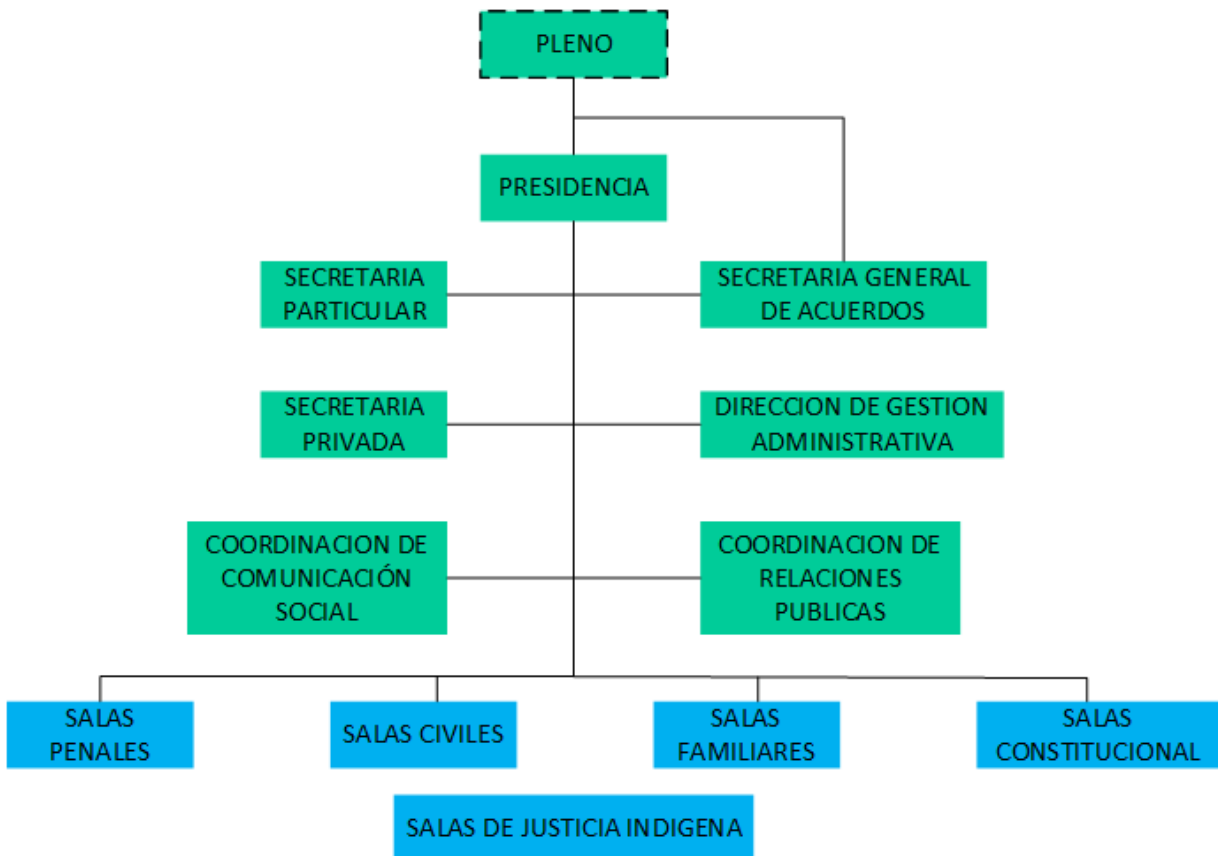 PLENO
PRESIDENCIA
SECRETARIA
PARTICULAR
SECRETARIA GENERAL
DE ACUERDOS
SECRETARIA
PRIVADA
DIRECCION DE GESTION
ADMINISTRATIVA
COORDINACION DE
COMUNICACIÓN
SOCIAL
COORDINACION DE
RELACIONES
PUBLICAS
SALAS
PENALES
SALAS CIVILES
SALAS
FAMILIARES
SALAS
CONSTITUCIONAL
SALAS DE JUSTICIA INDIGENA